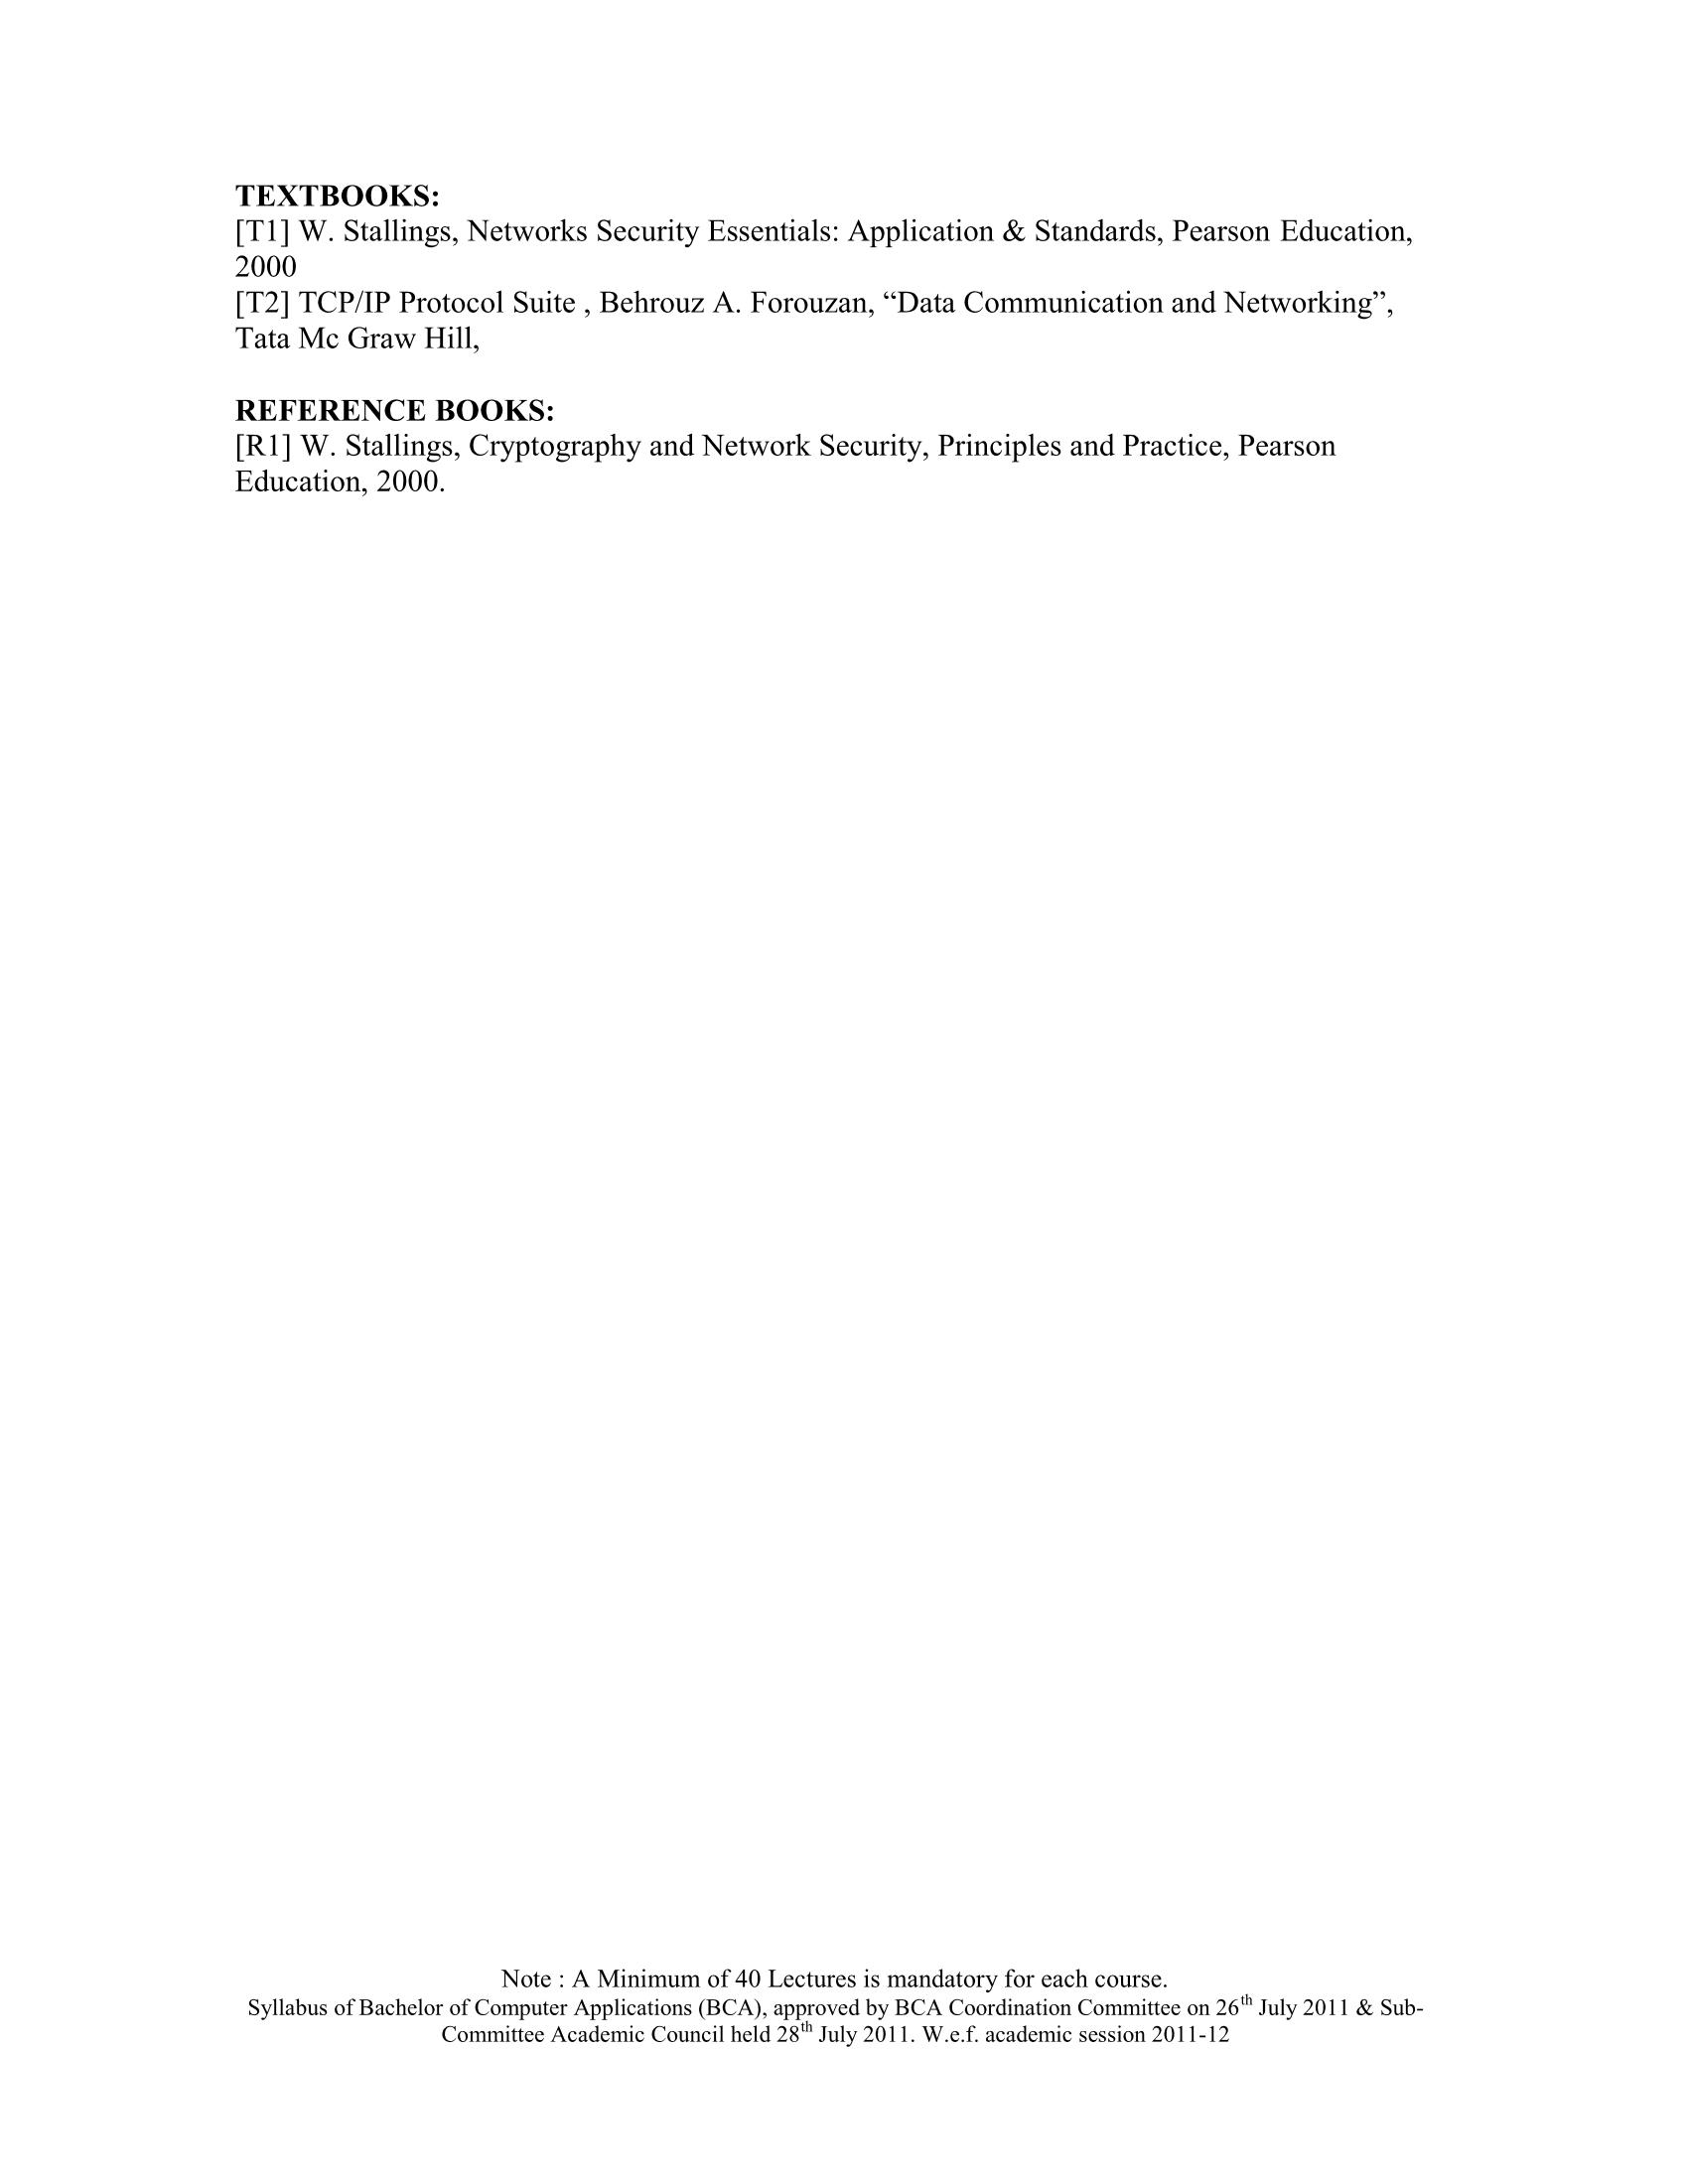 TEXTBOOKS:
[T1] W. Stallings, Networks Security Essentials: Application & Standards, Pearson Education,
2000
[T2] TCP/IP Protocol Suite , Behrouz A. Forouzan, “Data Communication and Networking”,
Tata Mc Graw Hill,
REFERENCE BOOKS:
[R1] W. Stallings, Cryptography and Network Security, Principles and Practice, Pearson
Education, 2000.
Note : A Minimum of 40 Lectures is mandatory for each course.
Syllabus of Bachelor of Computer Applications (BCA), approved by BCA Coordination Committee on 26th July 2011 & Sub-
Committee Academic Council held 28th July 2011. W.e.f. academic session 2011-12